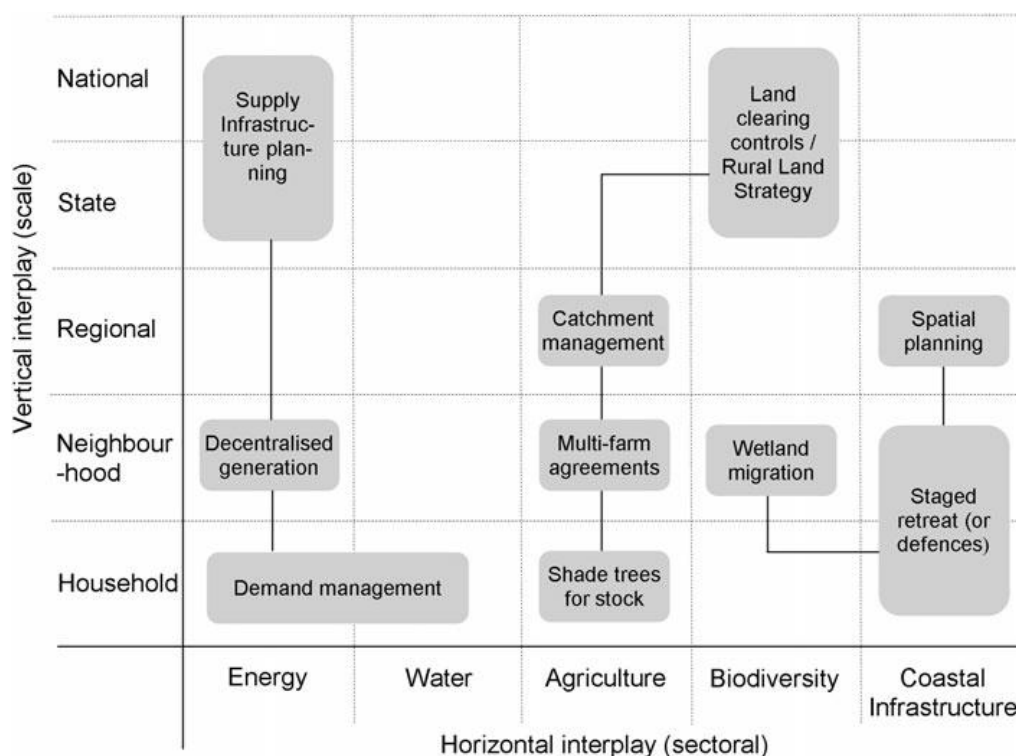 Vertical interplay (scale)
National
State
Regional
Neighbour
-hood
Household
Supply
Infrastruc-
ture plan-
ning
Land
clearing
controls /
Rural Land
Strategy
Catchment
management
Spatial
planning
Decentralised
generation
Multi-farm
agreements
Wetland
migration
Staged
retreat (or
defences)
Demand management
Shade trees
for stock
Energy
Water
Agriculture
Biodiversity
Coastal
Infrastructure
Horizontal interplay (sectoral)